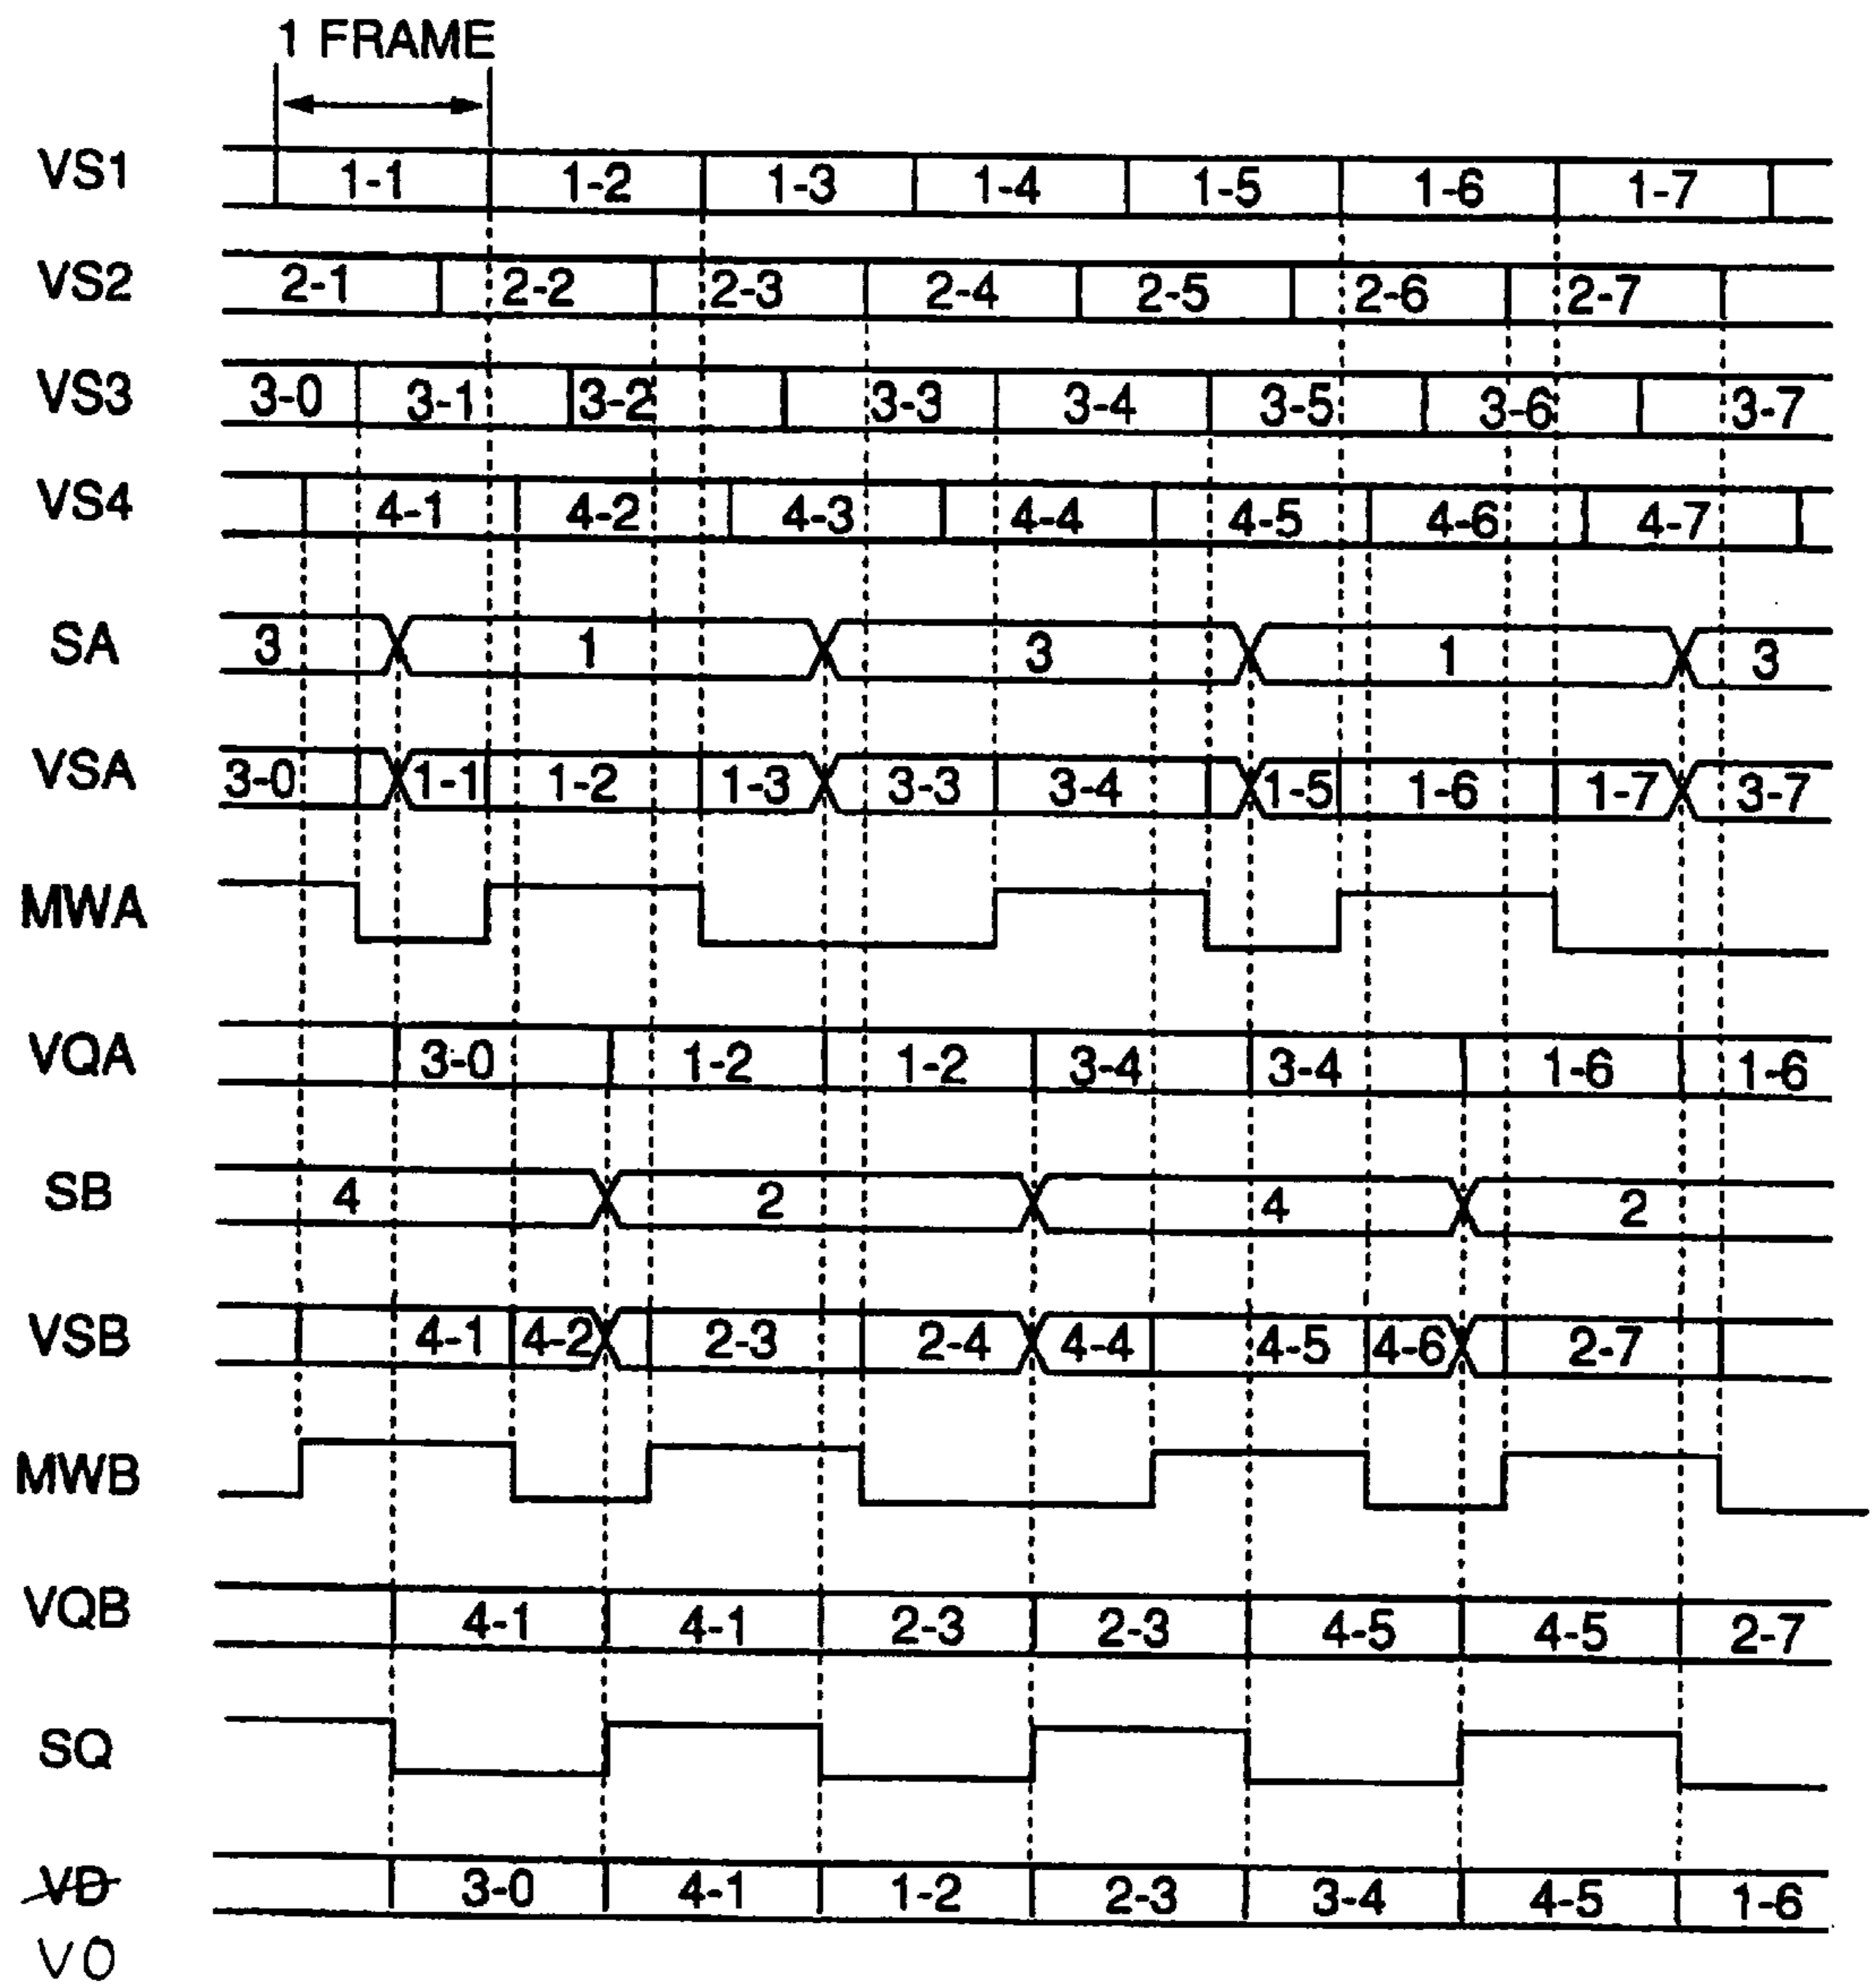 1 FRAME
VS1 1-1 1-2 1-3 1-4 1-5 1-6 1-7
VS2 2-1 2-2 2-3 2-4 2-5 2-6 2-7
VS3 3-0 3-1 3-2 3-3 3-4 3-5 3-6 3-7
VS4 4-1 4-2 4-3 4-4 4-5 4-6 4-7
SA 3 1 3 1 3
VSA 3-0 1-1 1-2 1-3 3-3 3-4 1-5 1-6 1-7 3-7
MWA
VQA 3-0 1-2 1-2 3-4 3-4 1-6 1-6
SB 4 2 4 2
VSB 4-1 4-2 2-3 2-4 4-4 4-5 4-6 2-7
MWB
VQB 4-1 4-1 2-3 2-3 4-5 4-5 2-7
SQ
VD 3-0 4-1 1-2 2-3 3-4 4-5 1-6
VO